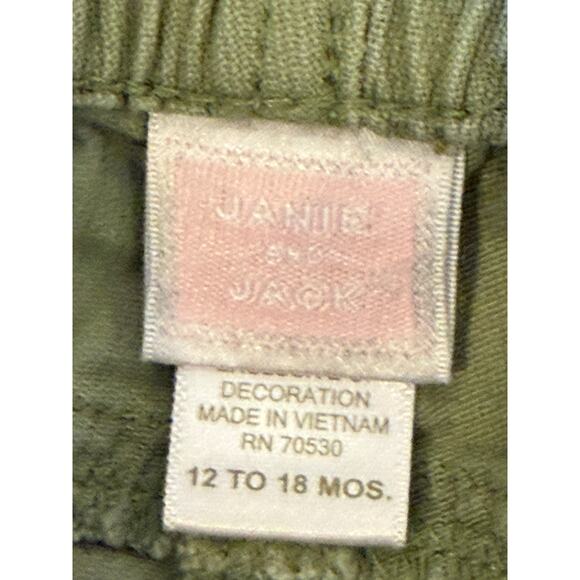 JANIE
AND
JACK
DECORATION
MADE IN VIETNAM
RN 70530
12 TO 18 MOS.